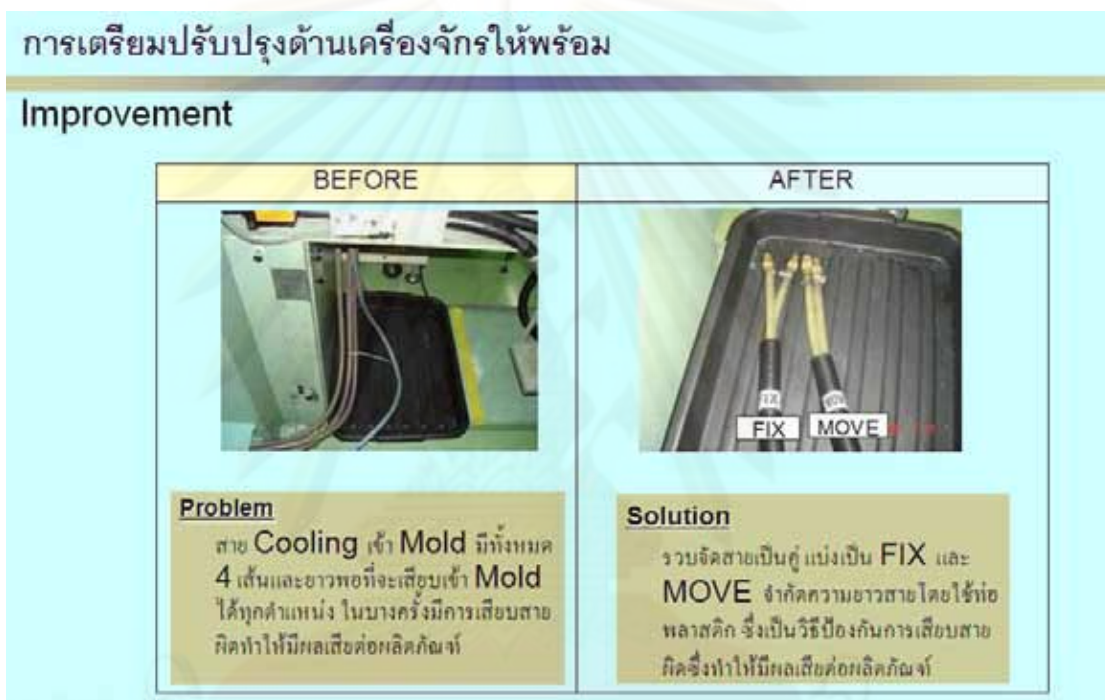 การเตรียมปรับปรุงด้านเครื่องจักรให้พร้อม
Improvement
BEFORE
AFTER
FIX
MOVE
FIX
MOVE
Problem
สาย Cooling เข้า Mold มีทั้งหมด
4 เส้นและยาวพอที่จะเสียบเข้า Mold
ได้ทุกตำแหน่ง ในบางครั้งมีการเสียบสาย
ผิดทำให้มีผลเสียต่อผลิตภัณฑ์
Solution
รวบจัดสายเป็นคู่ แบ่งเป็น FIX และ
MOVE จำกัดความยาวสายโดยใช้ท่อ
พลาสติก ซึ่งเป็นวิธีป้องกันการเสียบสาย
ผิดซึ่งทำให้มีผลเสียต่อผลิตภัณฑ์